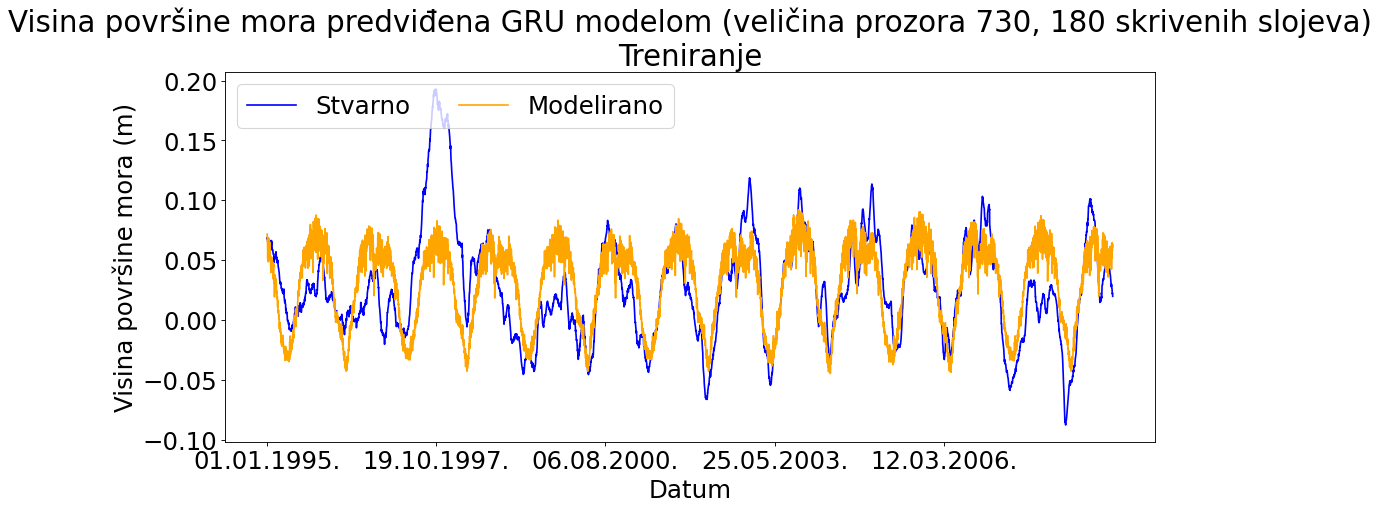 Visina površine mora predviđena GRU modelom (veličina prozora 730, 180 skrivenih slojeva)
Treniranje
Stvarno Modelirano
Visina površine mora (m)
0.20
0.15
0.10
0.05
0.00
−0.05
−0.10
01.01.1995. 19.10.1997. 06.08.2000. 25.05.2003. 12.03.2006.
Datum